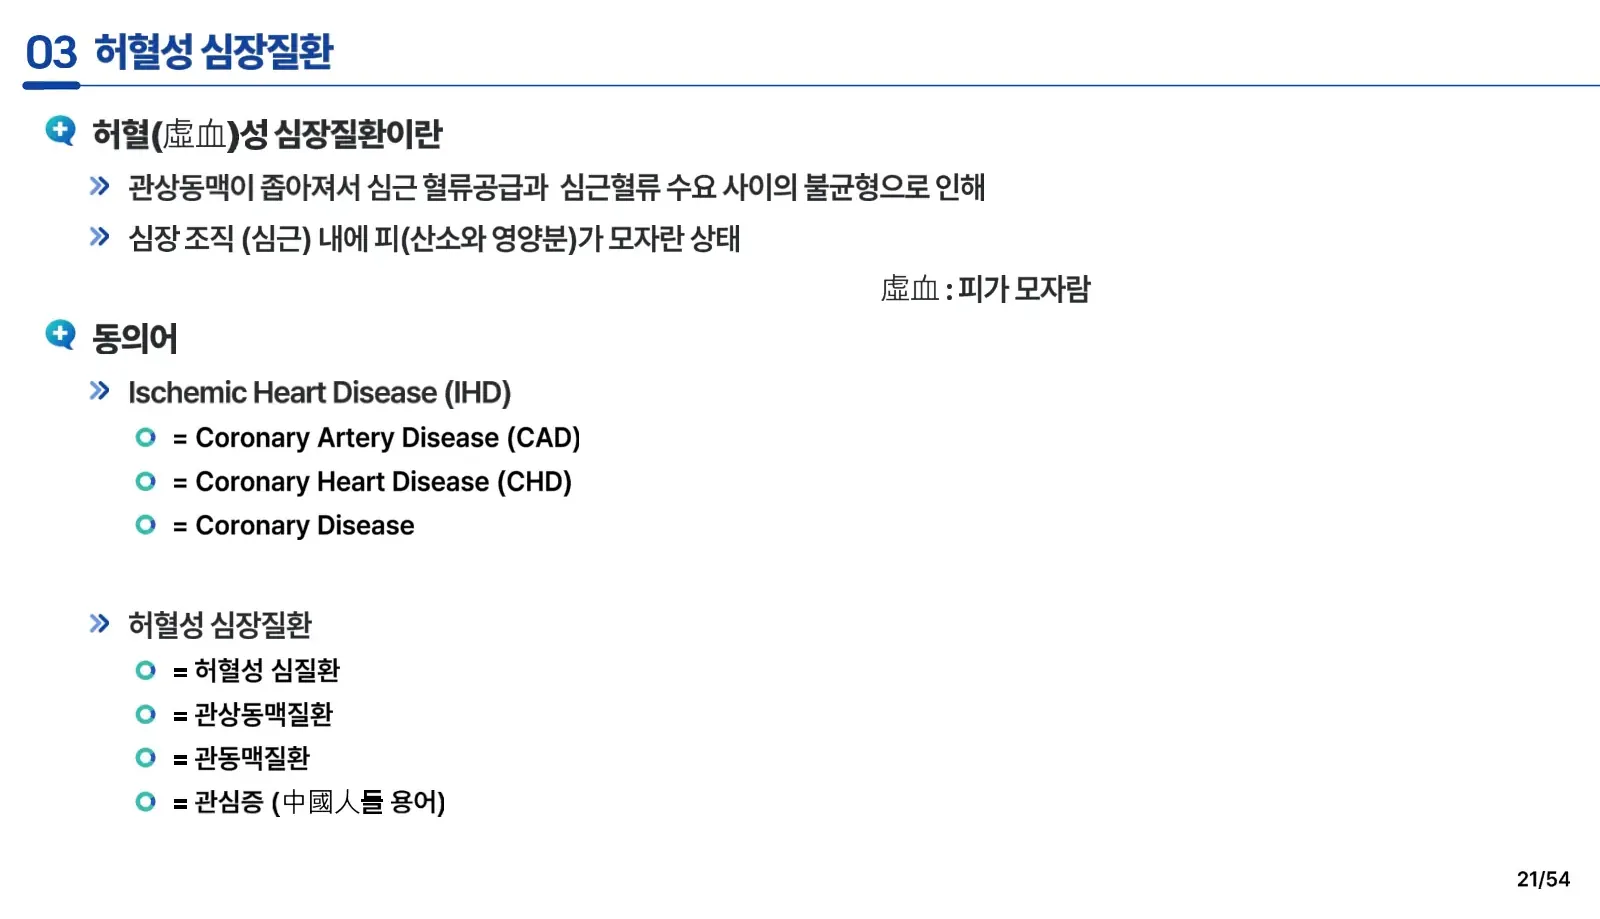 03 허혈성 심장질환
허혈(虛血)성 심장질환이란
관상동맥이 좁아져서 심근 혈류공급과 심근혈류 수요 사이의 불균형으로 인해
심장 조직 (심근) 내에 피(산소와 영양분)가 모자란 상태
虛血 : 피가 모자람
동의어
Ischemic Heart Disease (IHD)
= Coronary Artery Disease (CAD)
= Coronary Heart Disease (CHD)
= Coronary Disease
허혈성 심장질환
= 허혈성 심질환
= 관상동맥질환
= 관동맥질환
= 관심증 (中國人들 용어)
21/54